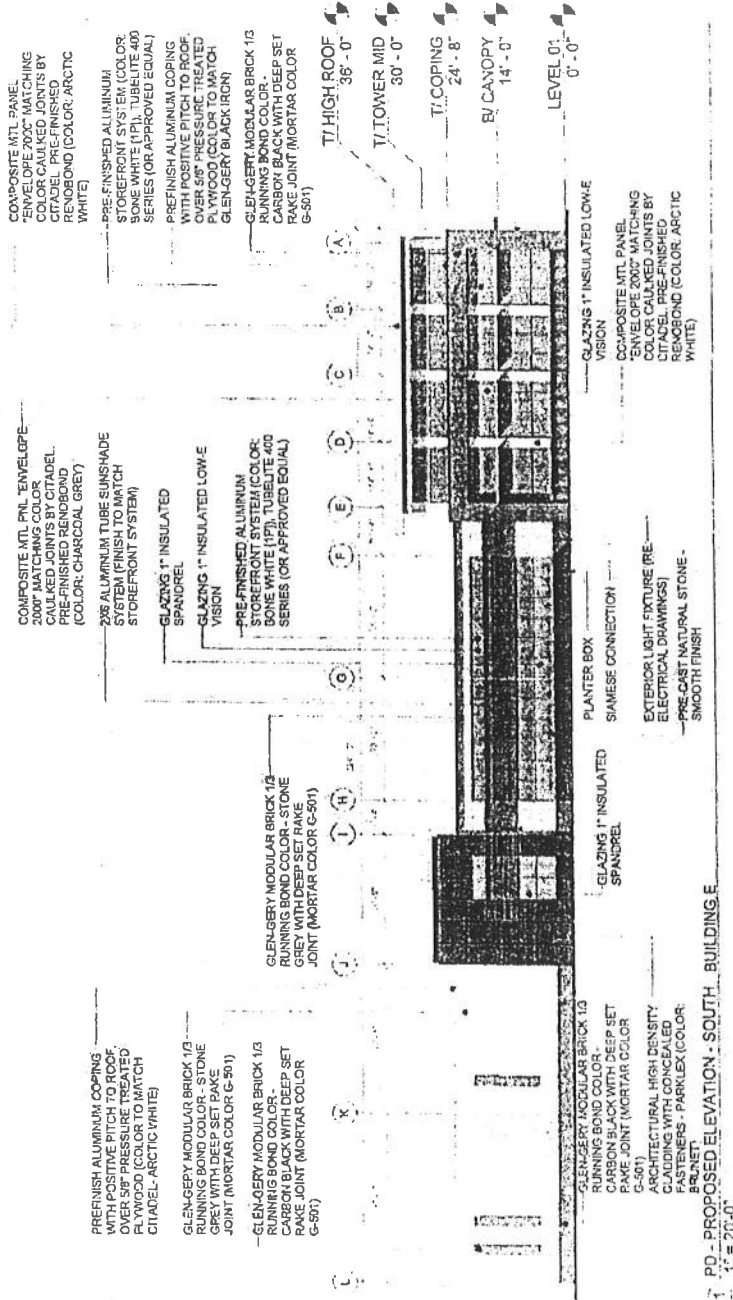 COMPOSITE MTL PANEL
"ENVELOPE 2000" MATCHING
COLOR CAULKED JOINTS BY
CITADEL. PRE-FINISHED
RENOBOND (COLOR: ARCTIC
WHITE)
PRE-FINISHED ALUMINUM
STOREFRONT SYSTEM (COLOR:
BONE WHITE [1P]), TUBELITE 400
SERIES (OR APPROVED EQUAL)
PREFINISH ALUMINUM COPING
WITH POSITIVE PITCH TO ROOF.
OVER 5/8" PRESSURE TREATED
PLYWOOD (COLOR TO MATCH
GLEN-GERY BLACK IRON)
GLEN-GERY MODULAR BRICK 1/3
RUNNING BOND COLOR -
CARBON BLACK WITH DEEP SET
RAKE JOINT (MORTAR COLOR
G-501)
T/ HIGH ROOF
36' - 0"
T/ TOWER MID
30' - 0"
T/ COPING
24' - 8"
B/ CANOPY
14' - 0"
LEVEL 01
0' - 0"
COMPOSITE MTL PNL "ENVELOPE
2000" MATCHING COLOR
CAULKED JOINTS BY CITADEL.
PRE-FINISHED RENOBOND
(COLOR: CHARCOAL GREY)
2X6 ALUMINUM TUBE SUNSHADE
SYSTEM (FINISH TO MATCH
STOREFRONT SYSTEM)
GLAZING 1" INSULATED
SPANDREL
GLAZING 1" INSULATED LOW-E
VISION
PRE-FINISHED ALUMINUM
STOREFRONT SYSTEM (COLOR:
BONE WHITE [1P]), TUBELITE 400
SERIES (OR APPROVED EQUAL)
GLEN-GERY MODULAR BRICK 1/3
RUNNING BOND COLOR - STONE
GREY WITH DEEP SET RAKE
JOINT (MORTAR COLOR G-501)
PREFINISH ALUMINUM COPING
WITH POSITIVE PITCH TO ROOF.
OVER 5/8" PRESSURE TREATED
PLYWOOD (COLOR TO MATCH
CITADEL-ARCTIC WHITE)
GLEN-GERY MODULAR BRICK 1/3
RUNNING BOND COLOR - STONE
GREY WITH DEEP SET RAKE
JOINT (MORTAR COLOR G-501)
GLEN-GERY MODULAR BRICK 1/3
RUNNING BOND COLOR -
CARBON BLACK WITH DEEP SET
RAKE JOINT (MORTAR COLOR
G-501)
L K J I H G F E D C B A
GLEN-GERY MODULAR BRICK 1/3
RUNNING BOND COLOR -
CARBON BLACK WITH DEEP SET
RAKE JOINT (MORTAR COLOR
G-501)
ARCHITECTURAL HIGH DENSITY
CLADDING WITH CONCEALED
FASTENERS - PARKLEX (COLOR:
BRUNET)
GLAZING 1" INSULATED
SPANDREL
PLANTER BOX
SIAMESE CONNECTION
EXTERIOR LIGHT FIXTURE (RE-
ELECTRICAL DRAWINGS)
PRE-CAST NATURAL STONE -
SMOOTH FINISH
GLAZING 1" INSULATED LOW-E
VISION
COMPOSITE MTL PANEL
"ENVELOPE 2000" MATCHING
COLOR CAULKED JOINTS BY
CITADEL. PRE-FINISHED
RENOBOND (COLOR: ARCTIC
WHITE)
1 PD - PROPOSED ELEVATION - SOUTH BUILDING E
1" = 20'-0"